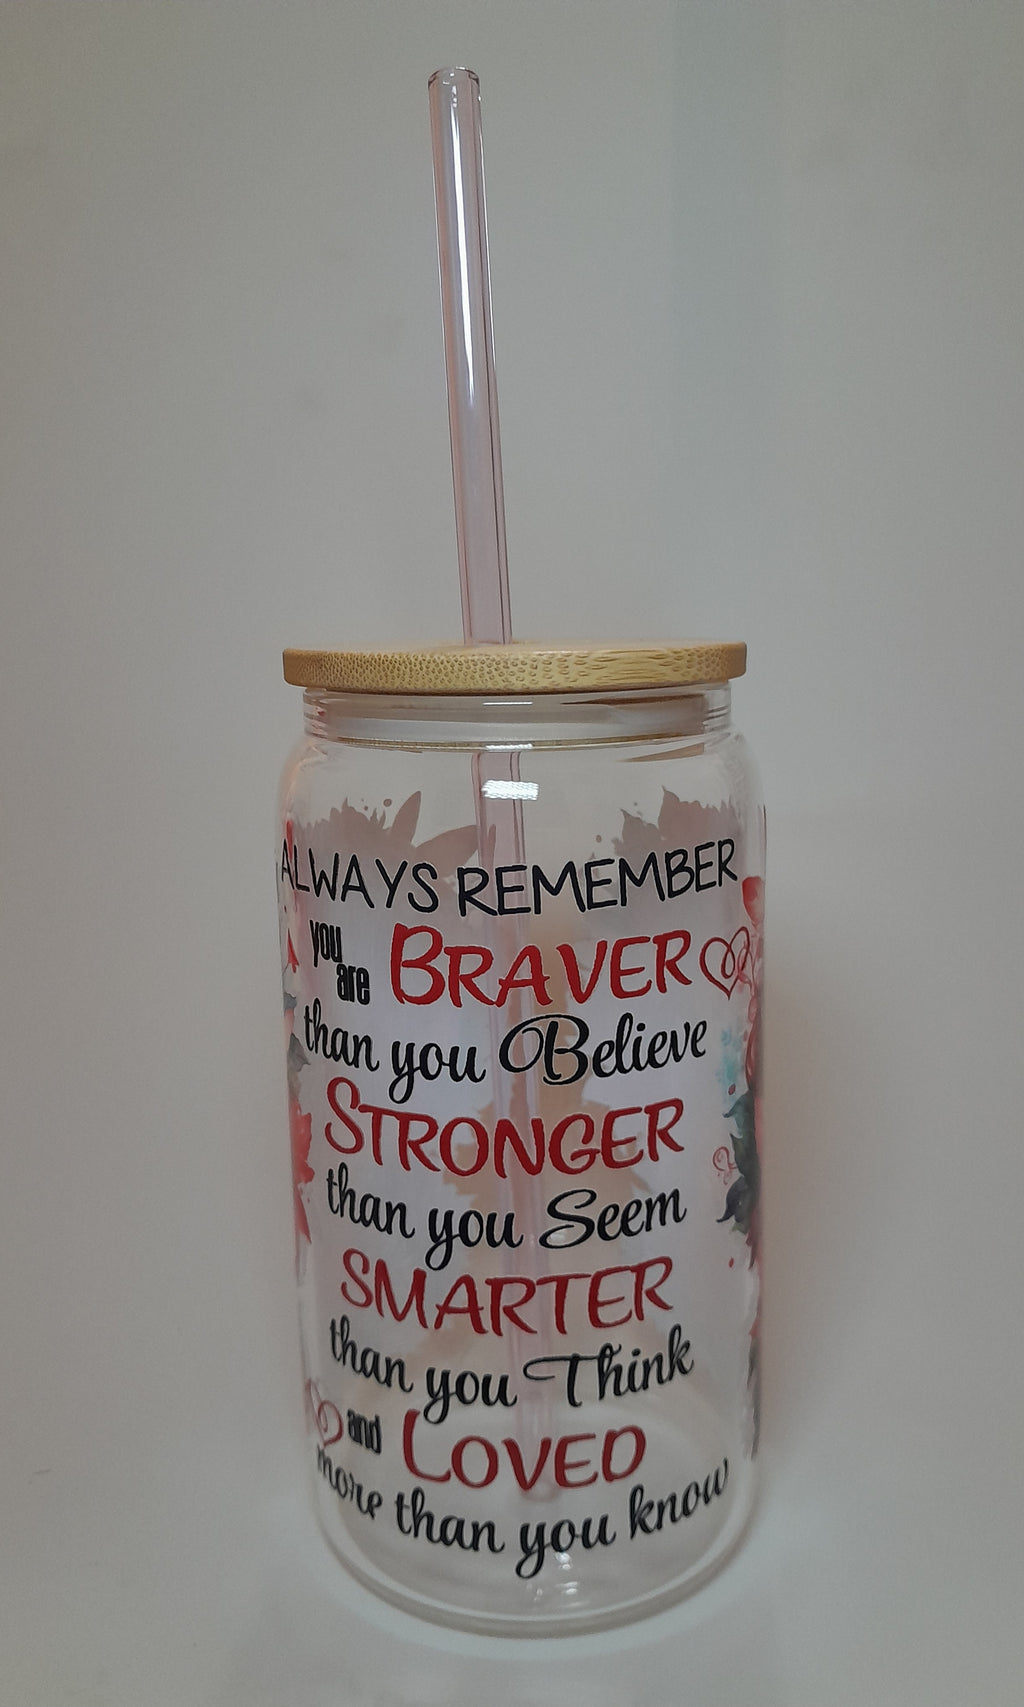 ALWAYS REMEMBER
you are BRAVER
than you Believe
STRONGER
than you Seem
SMARTER
than you Think
and LOVED
more than you know